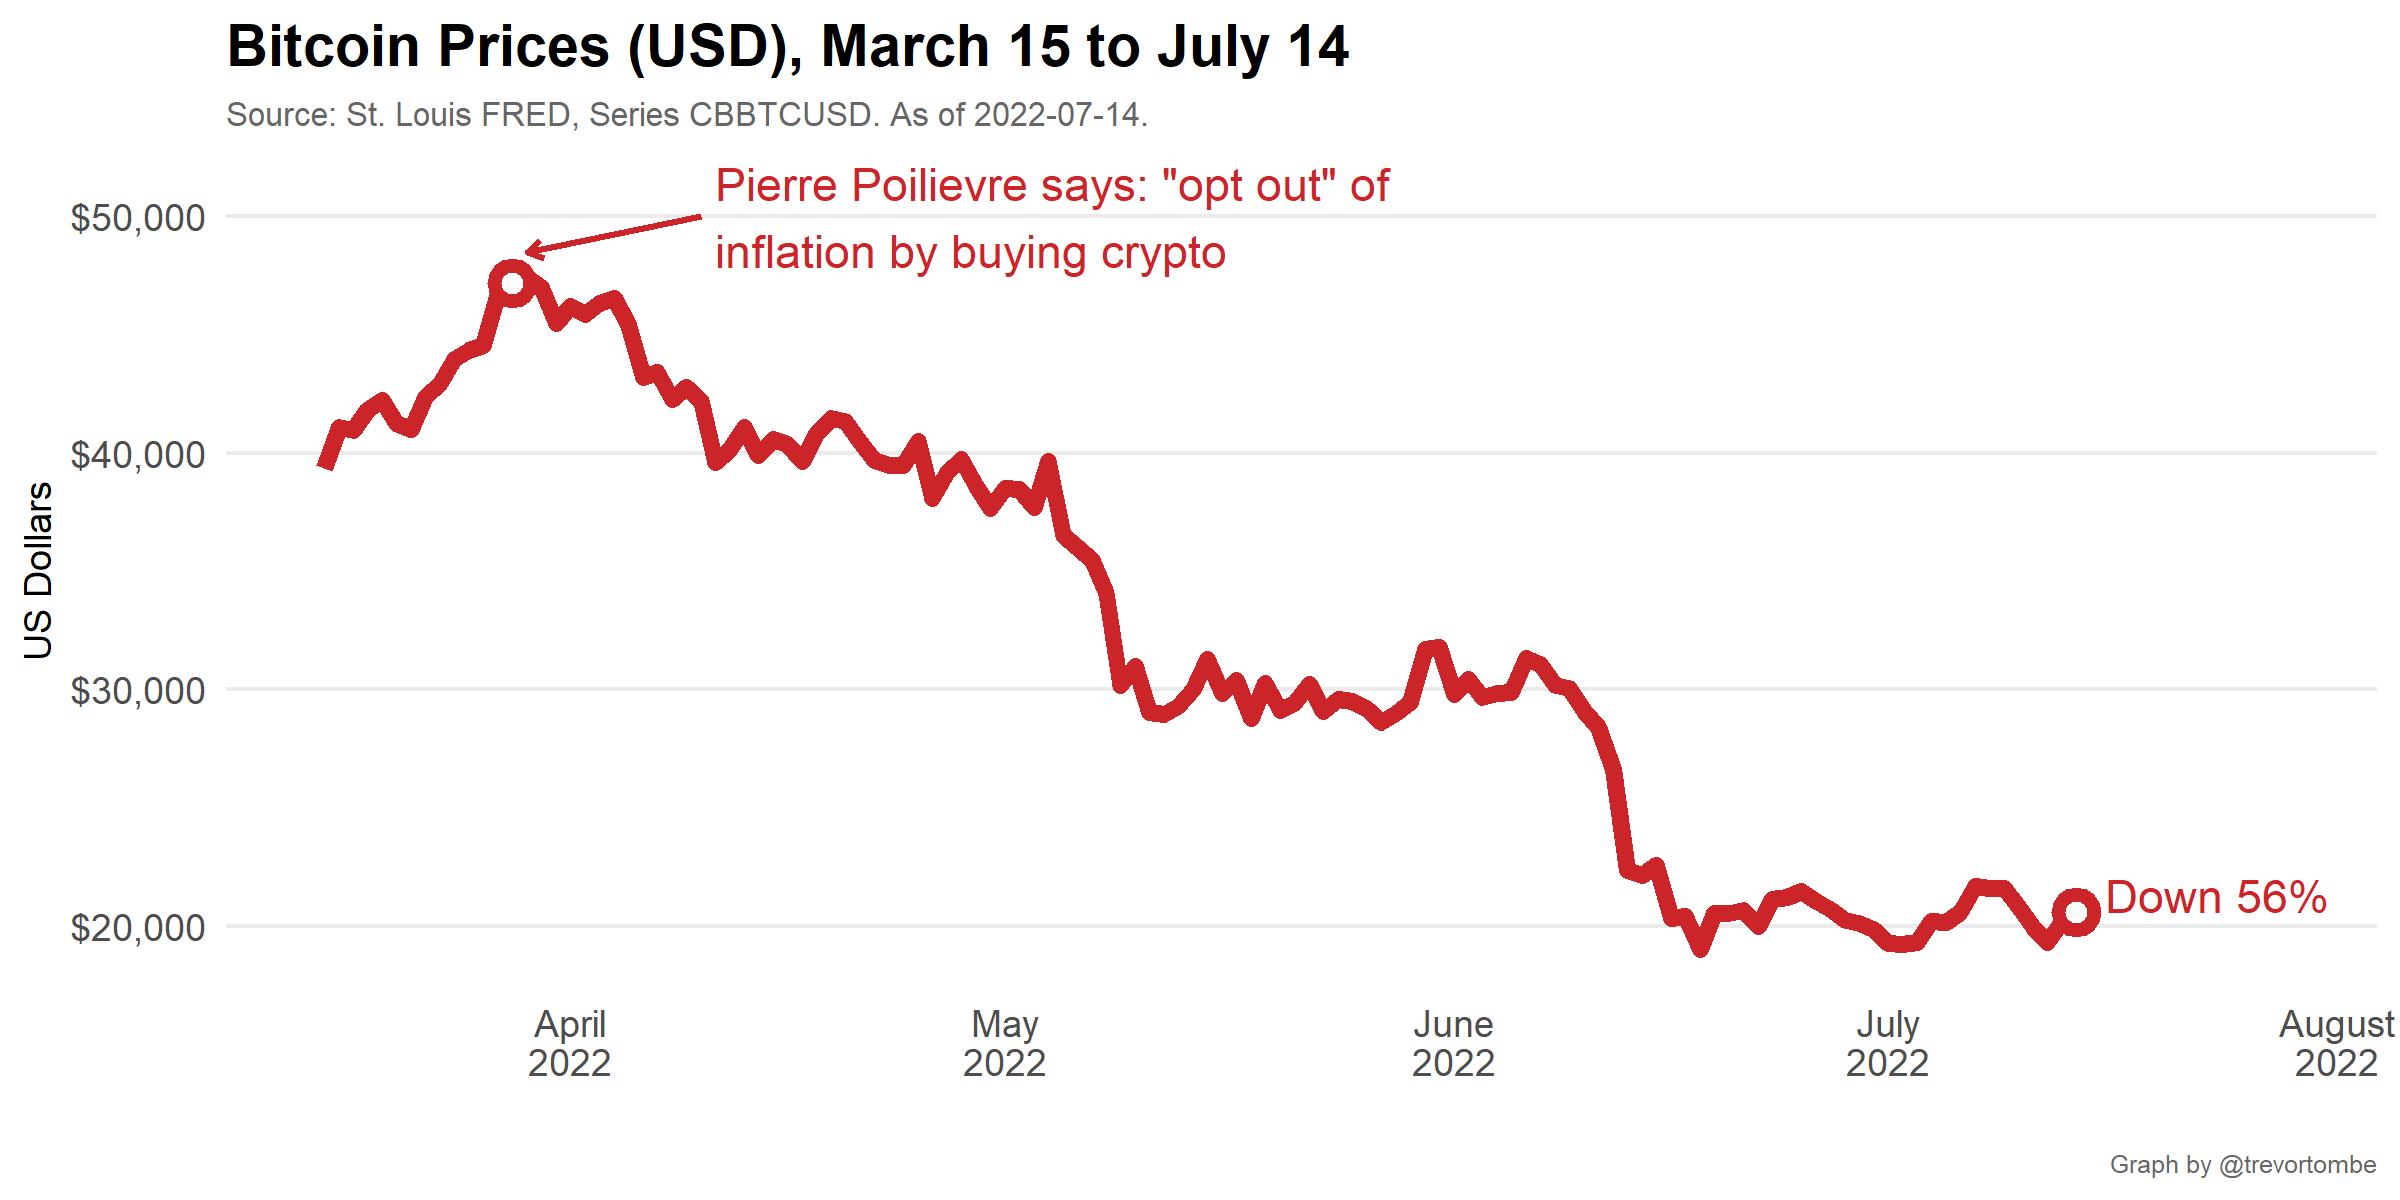 Bitcoin Prices (USD), March 15 to July 14
Source: St. Louis FRED, Series CBBTCUSD. As of 2022-07-14.
Pierre Poilievre says: "opt out" of
inflation by buying crypto
$50,000
$40,000
$30,000
$20,000
US Dollars
Down 56%
April
2022
May
2022
June
2022
July
2022
August
2022
Graph by @trevortombe